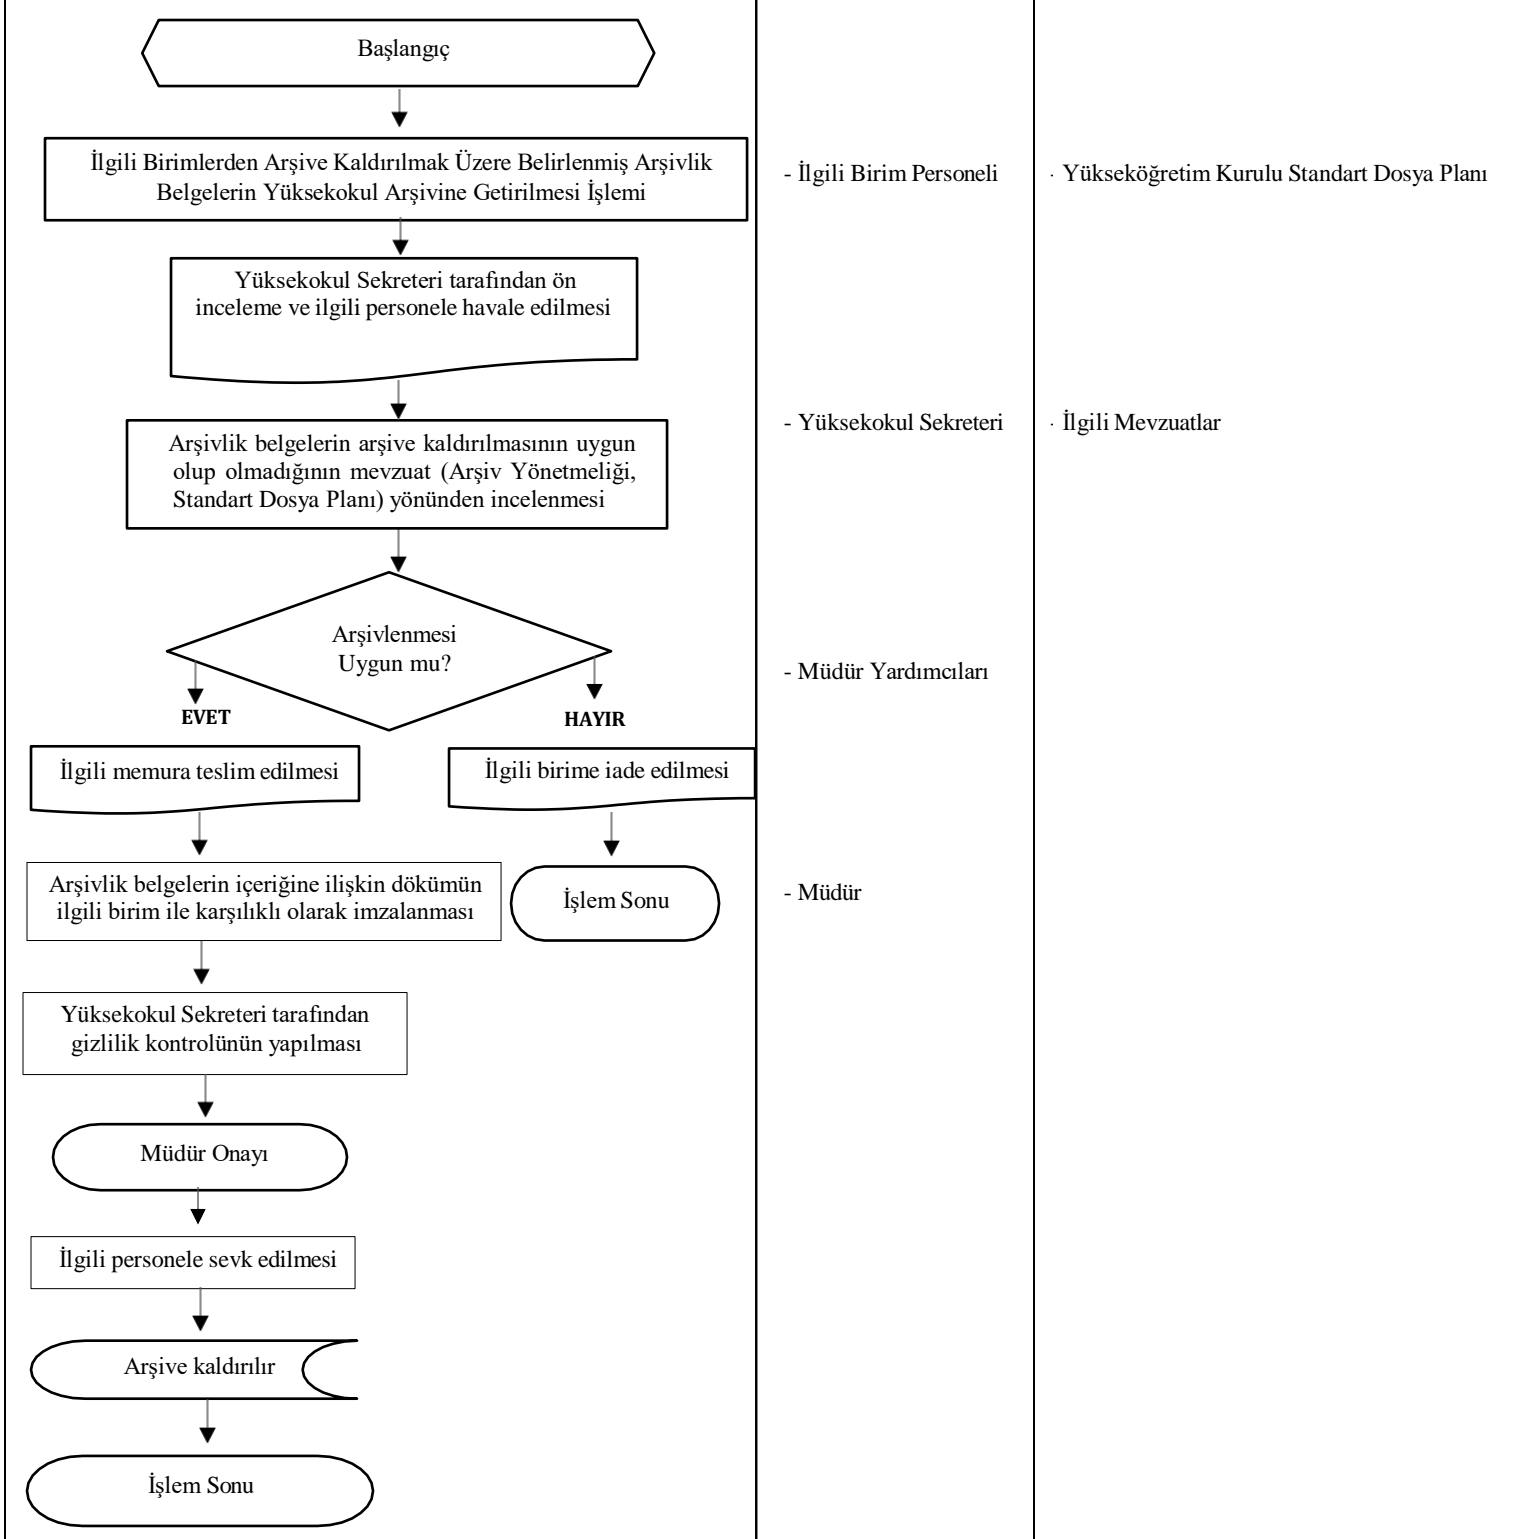 Başlangıç
İlgili Birimlerden Arşive Kaldırılmak Üzere Belirlenmiş Arşivlik
Belgelerin Yüksekokul Arşivine Getirilmesi İşlemi
- İlgili Birim Personeli
· Yükseköğretim Kurulu Standart Dosya Planı
Yüksekokul Sekreteri tarafından ön
inceleme ve ilgili personele havale edilmesi
Arşivlik belgelerin arşive kaldırılmasının uygun
olup olmadığının mevzuat (Arşiv Yönetmeliği,
Standart Dosya Planı) yönünden incelenmesi
- Yüksekokul Sekreteri
· İlgili Mevzuatlar
Arşivlenmesi
Uygun mu?
- Müdür Yardımcıları
EVET
HAYIR
İlgili memura teslim edilmesi
İlgili birime iade edilmesi
Arşivlik belgelerin içeriğine ilişkin dökümün
ilgili birim ile karşılıklı olarak imzalanması
İşlem Sonu
- Müdür
Yüksekokul Sekreteri tarafından
gizlilik kontrolünün yapılması
Müdür Onayı
İlgili personele sevk edilmesi
Arşive kaldırılır
İşlem Sonu